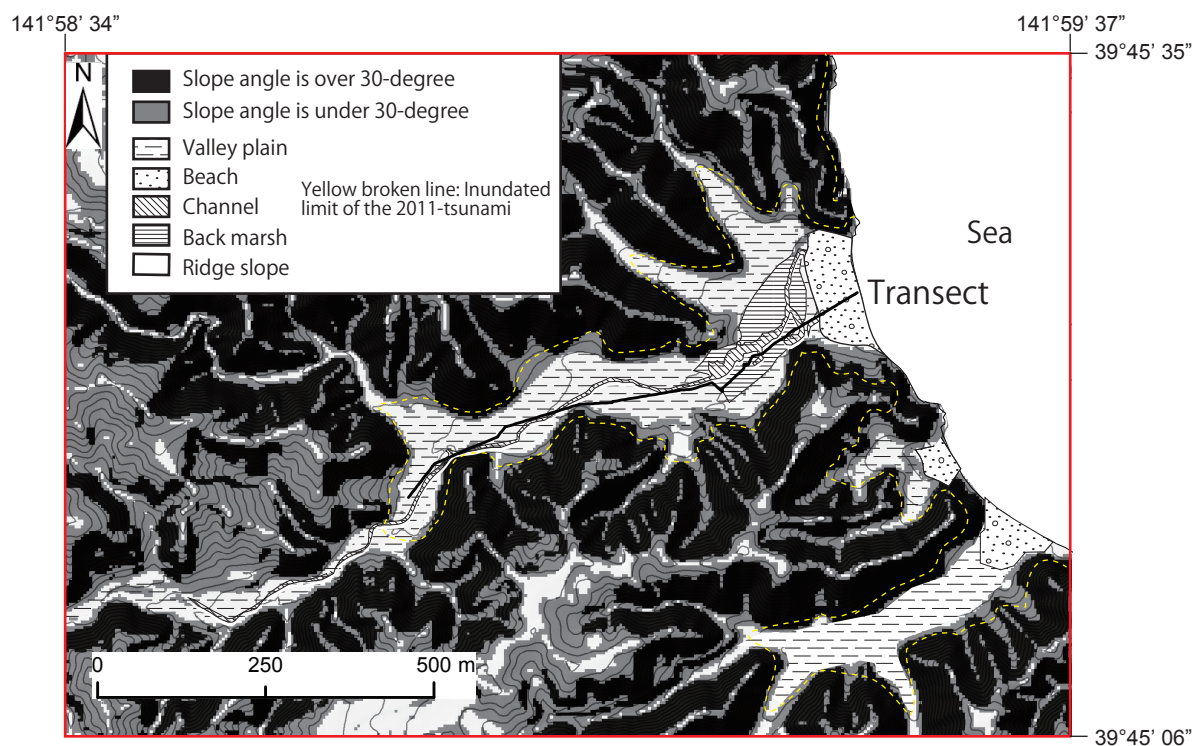 141°58’ 34”
141°59’ 37”
39°45’ 35”
N
Slope angle is over 30-degree
Slope angle is under 30-degree
Valley plain
Beach
Channel
Back marsh
Ridge slope
Yellow broken line: Inundated
limit of the 2011-tsunami
Sea
Transect
0 250 500 m
39°45’ 06”